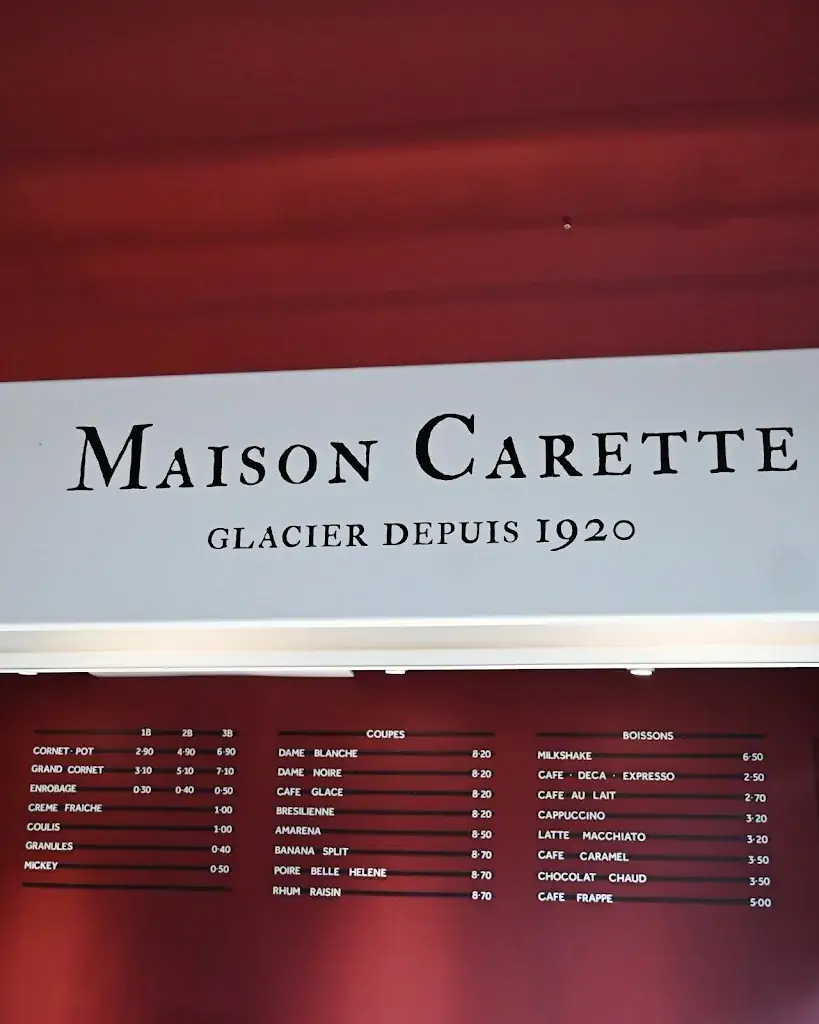 MAISON CARETTE
GLACIER DEPUIS 1920
1B 2B 3B
CORNET·POT 2·90 4·90 6·90
GRAND CORNET 3·10 5·10 7·10
ENROBAGE 0·30 0·40 0·50
CREME FRAICHE 1·00
COULIS 1·00
GRANULES 0·40
MICKEY 0·50
COUPES
DAME BLANCHE 8·20
DAME NOIRE 8·20
CAFE GLACE 8·20
BRESILIENNE 8·20
AMARENA 8·50
BANANA SPLIT 8·70
POIRE BELLE HELENE 8·70
RHUM RAISIN 8·70
BOISSONS
MILKSHAKE 6·50
CAFE · DECA · EXPRESSO 2·50
CAFE AU LAIT 2·70
CAPPUCCINO 3·20
LATTE MACCHIATO 3·20
CAFE CARAMEL 3·50
CHOCOLAT CHAUD 3·50
CAFE FRAPPE 5·00